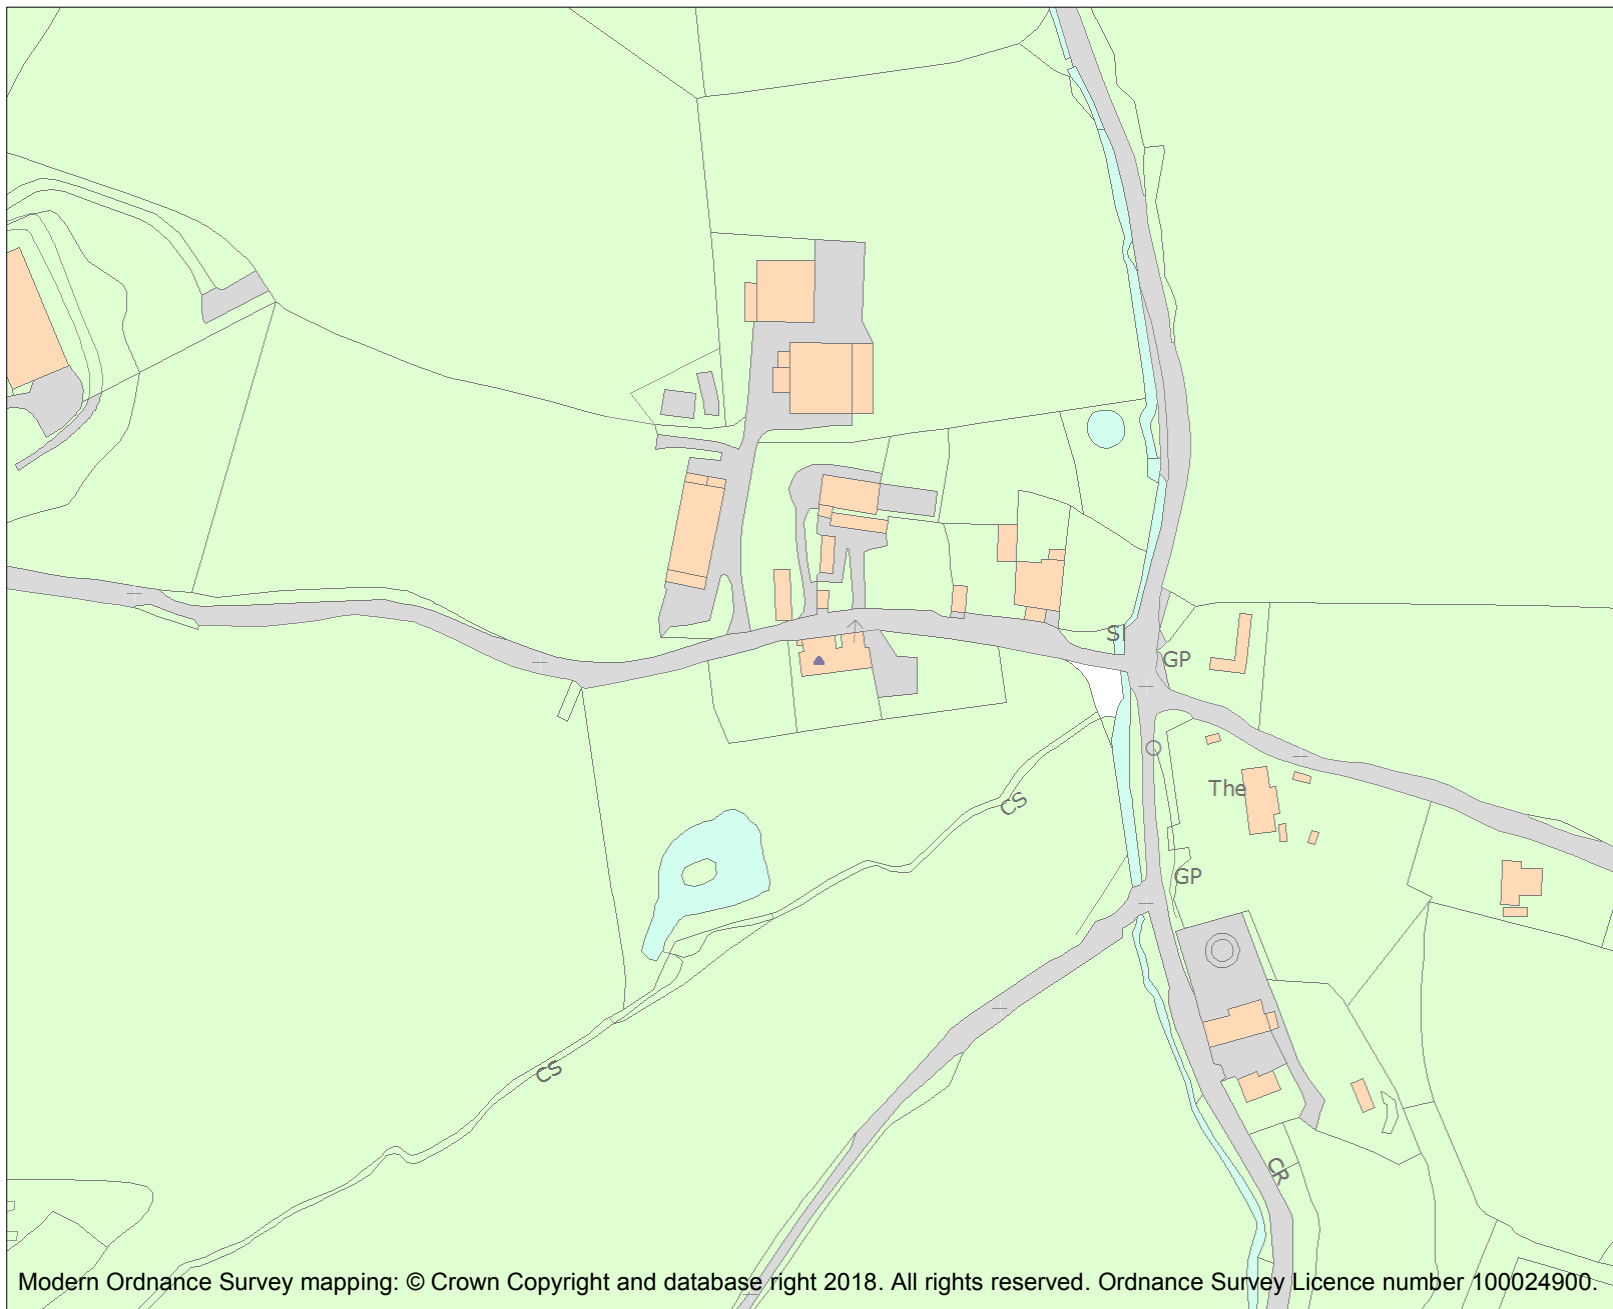 SI
GP
The
CS
GP
CS
CR
Modern Ordnance Survey mapping: © Crown Copyright and database right 2018. All rights reserved. Ordnance Survey Licence number 100024900.